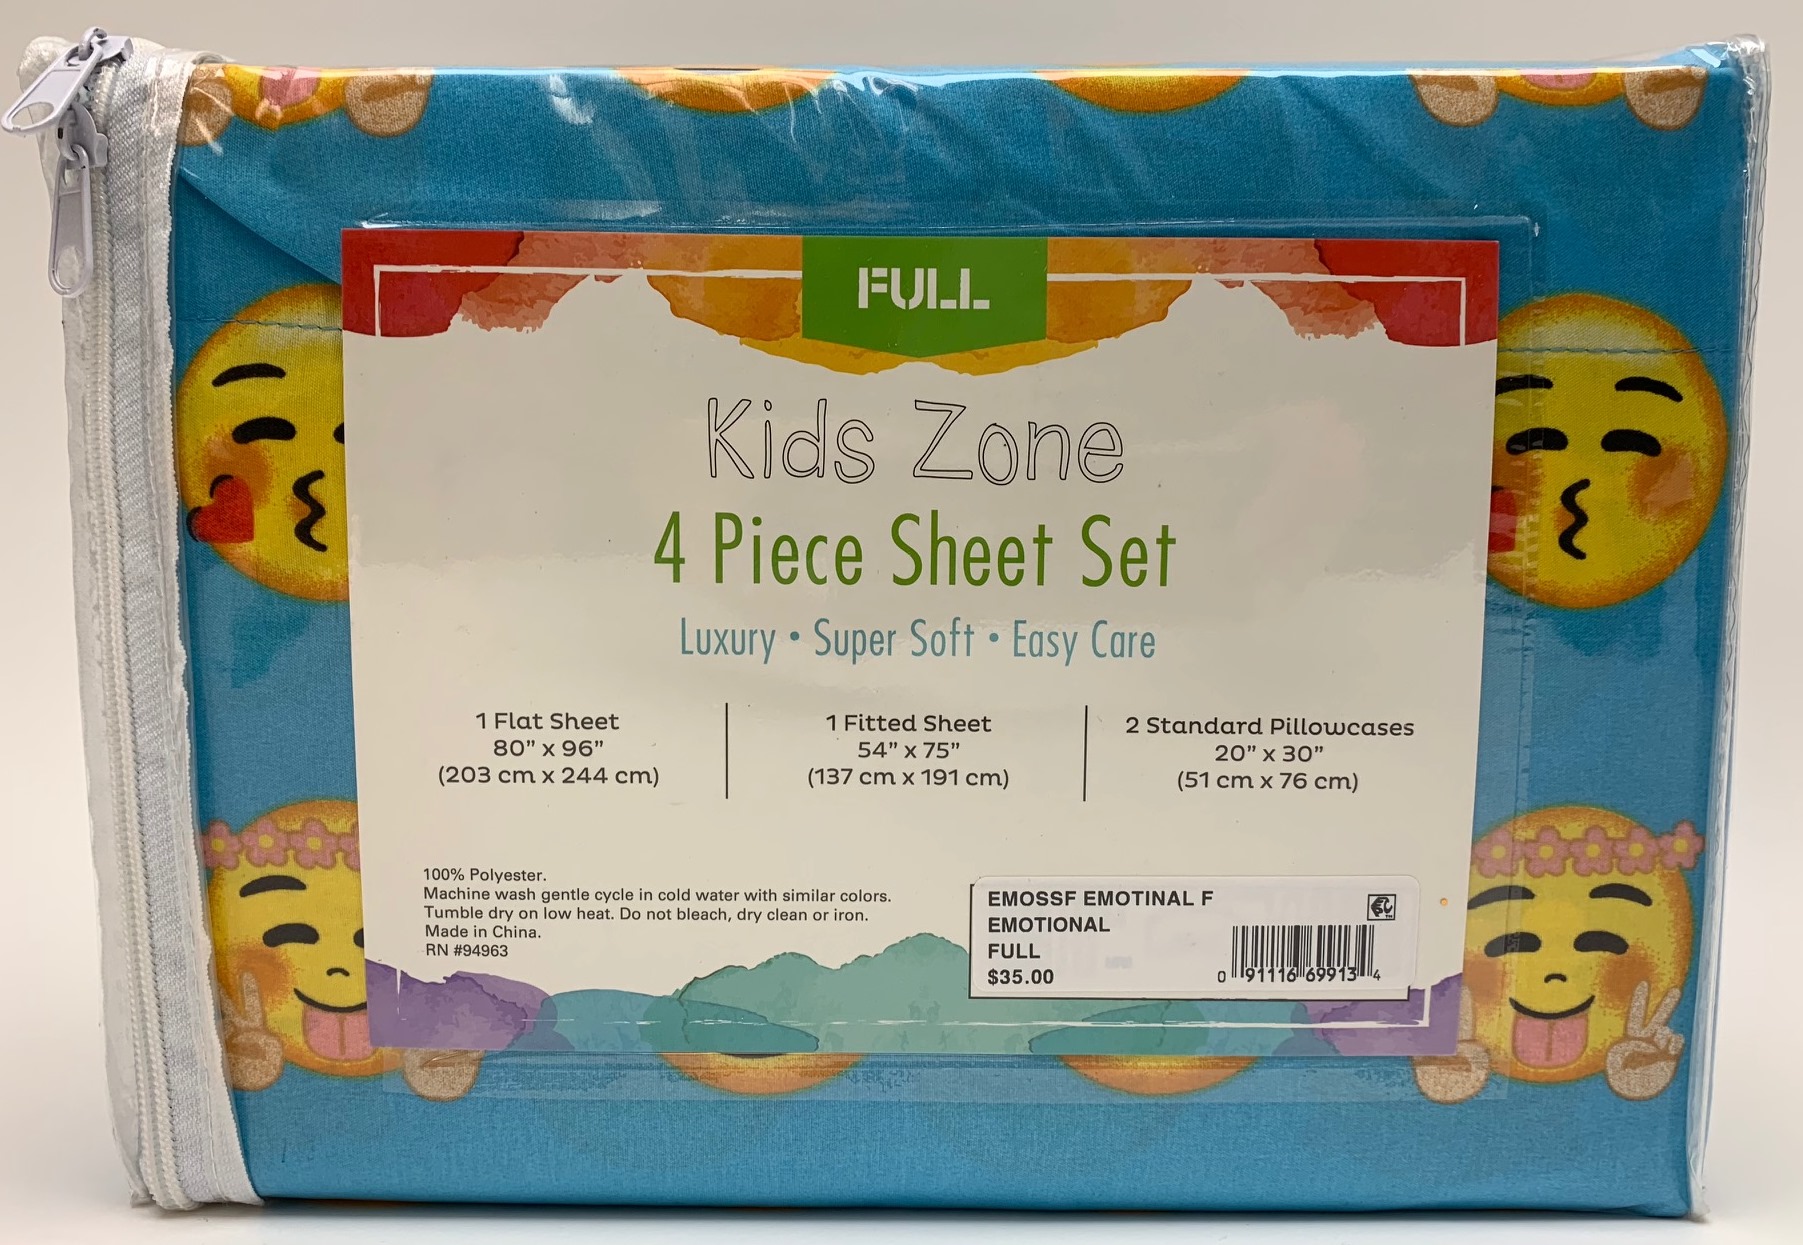 FULL
Kids Zone
4 Piece Sheet Set
Luxury • Super Soft • Easy Care
1 Flat Sheet
80” x 96”
(203 cm x 244 cm)
1 Fitted Sheet
54” x 75”
(137 cm x 191 cm)
2 Standard Pillowcases
20” x 30”
(51 cm x 76 cm)
100% Polyester.
Machine wash gentle cycle in cold water with similar colors.
Tumble dry on low heat. Do not bleach, dry clean or iron.
Made in China.
RN #94963
EMOSSF EMOTINAL F
EMOTIONAL
FULL
$35.00
0 91116 69913 4